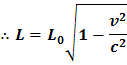 ∴ L = L₀ √(1 − v²/c²)